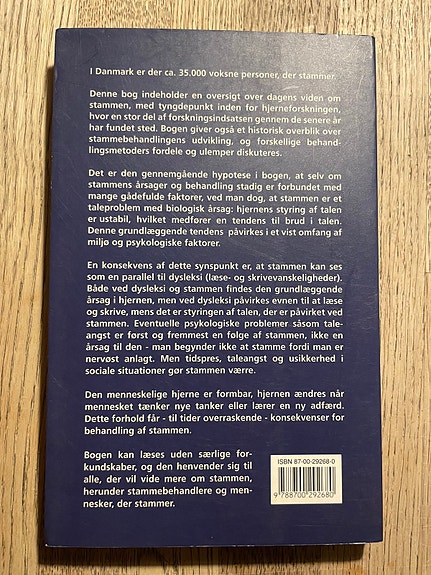 I Danmark er der ca. 35.000 voksne personer, der stammer.
Denne bog indeholder en oversigt over dagens viden om
stammen, med tyngdepunkt inden for hjerneforskningen,
hvor en stor del af forskningsindsatsen gennem de senere år
har fundet sted. Bogen giver også et historisk overblik over
stammebehandlingens udvikling, og forskellige behand-
lingsmetoders fordele og ulemper diskuteres.
Det er den gennemgående hypotese i bogen, at selv om
stammens årsager og behandling stadig er forbundet med
mange gådefulde faktorer, ved man dog, at stammen er et
taleproblem med biologisk årsag: hjernens styring af talen
er ustabil, hvilket medfører en tendens til brud i talen.
Denne grundlæggende tendens påvirkes i et vist omfang af
miljø og psykologiske faktorer.
En konsekvens af dette synspunkt er, at stammen kan ses
som en parallel til dysleksi (læse- og skrivevanskeligheder).
Både ved dysleksi og stammen findes den grundlæggende
årsag i hjernen, men ved dysleksi påvirkes evnen til at læse
og skrive, mens det er styringen af talen, der er påvirket ved
stammen. Eventuelle psykologiske problemer såsom tale-
angst er først og fremmest en følge af stammen, ikke en
årsag til den - man begynder ikke at stamme fordi man er
nervøst anlagt. Men tidspres, taleangst og usikkerhed i
sociale situationer gør stammen værre.
Den menneskelige hjerne er formbar, hjernen ændres når
mennesket tænker nye tanker eller lærer en ny adfærd.
Dette forhold får - til tider overraskende - konsekvenser for
behandling af stammen.
Bogen kan læses uden særlige for-
kundskaber, og den henvender sig til
alle, der vil vide mere om stammen,
herunder stammebehandlere og men-
nesker, der stammer.
ISBN 87-00-29268-0
9 788700 292680